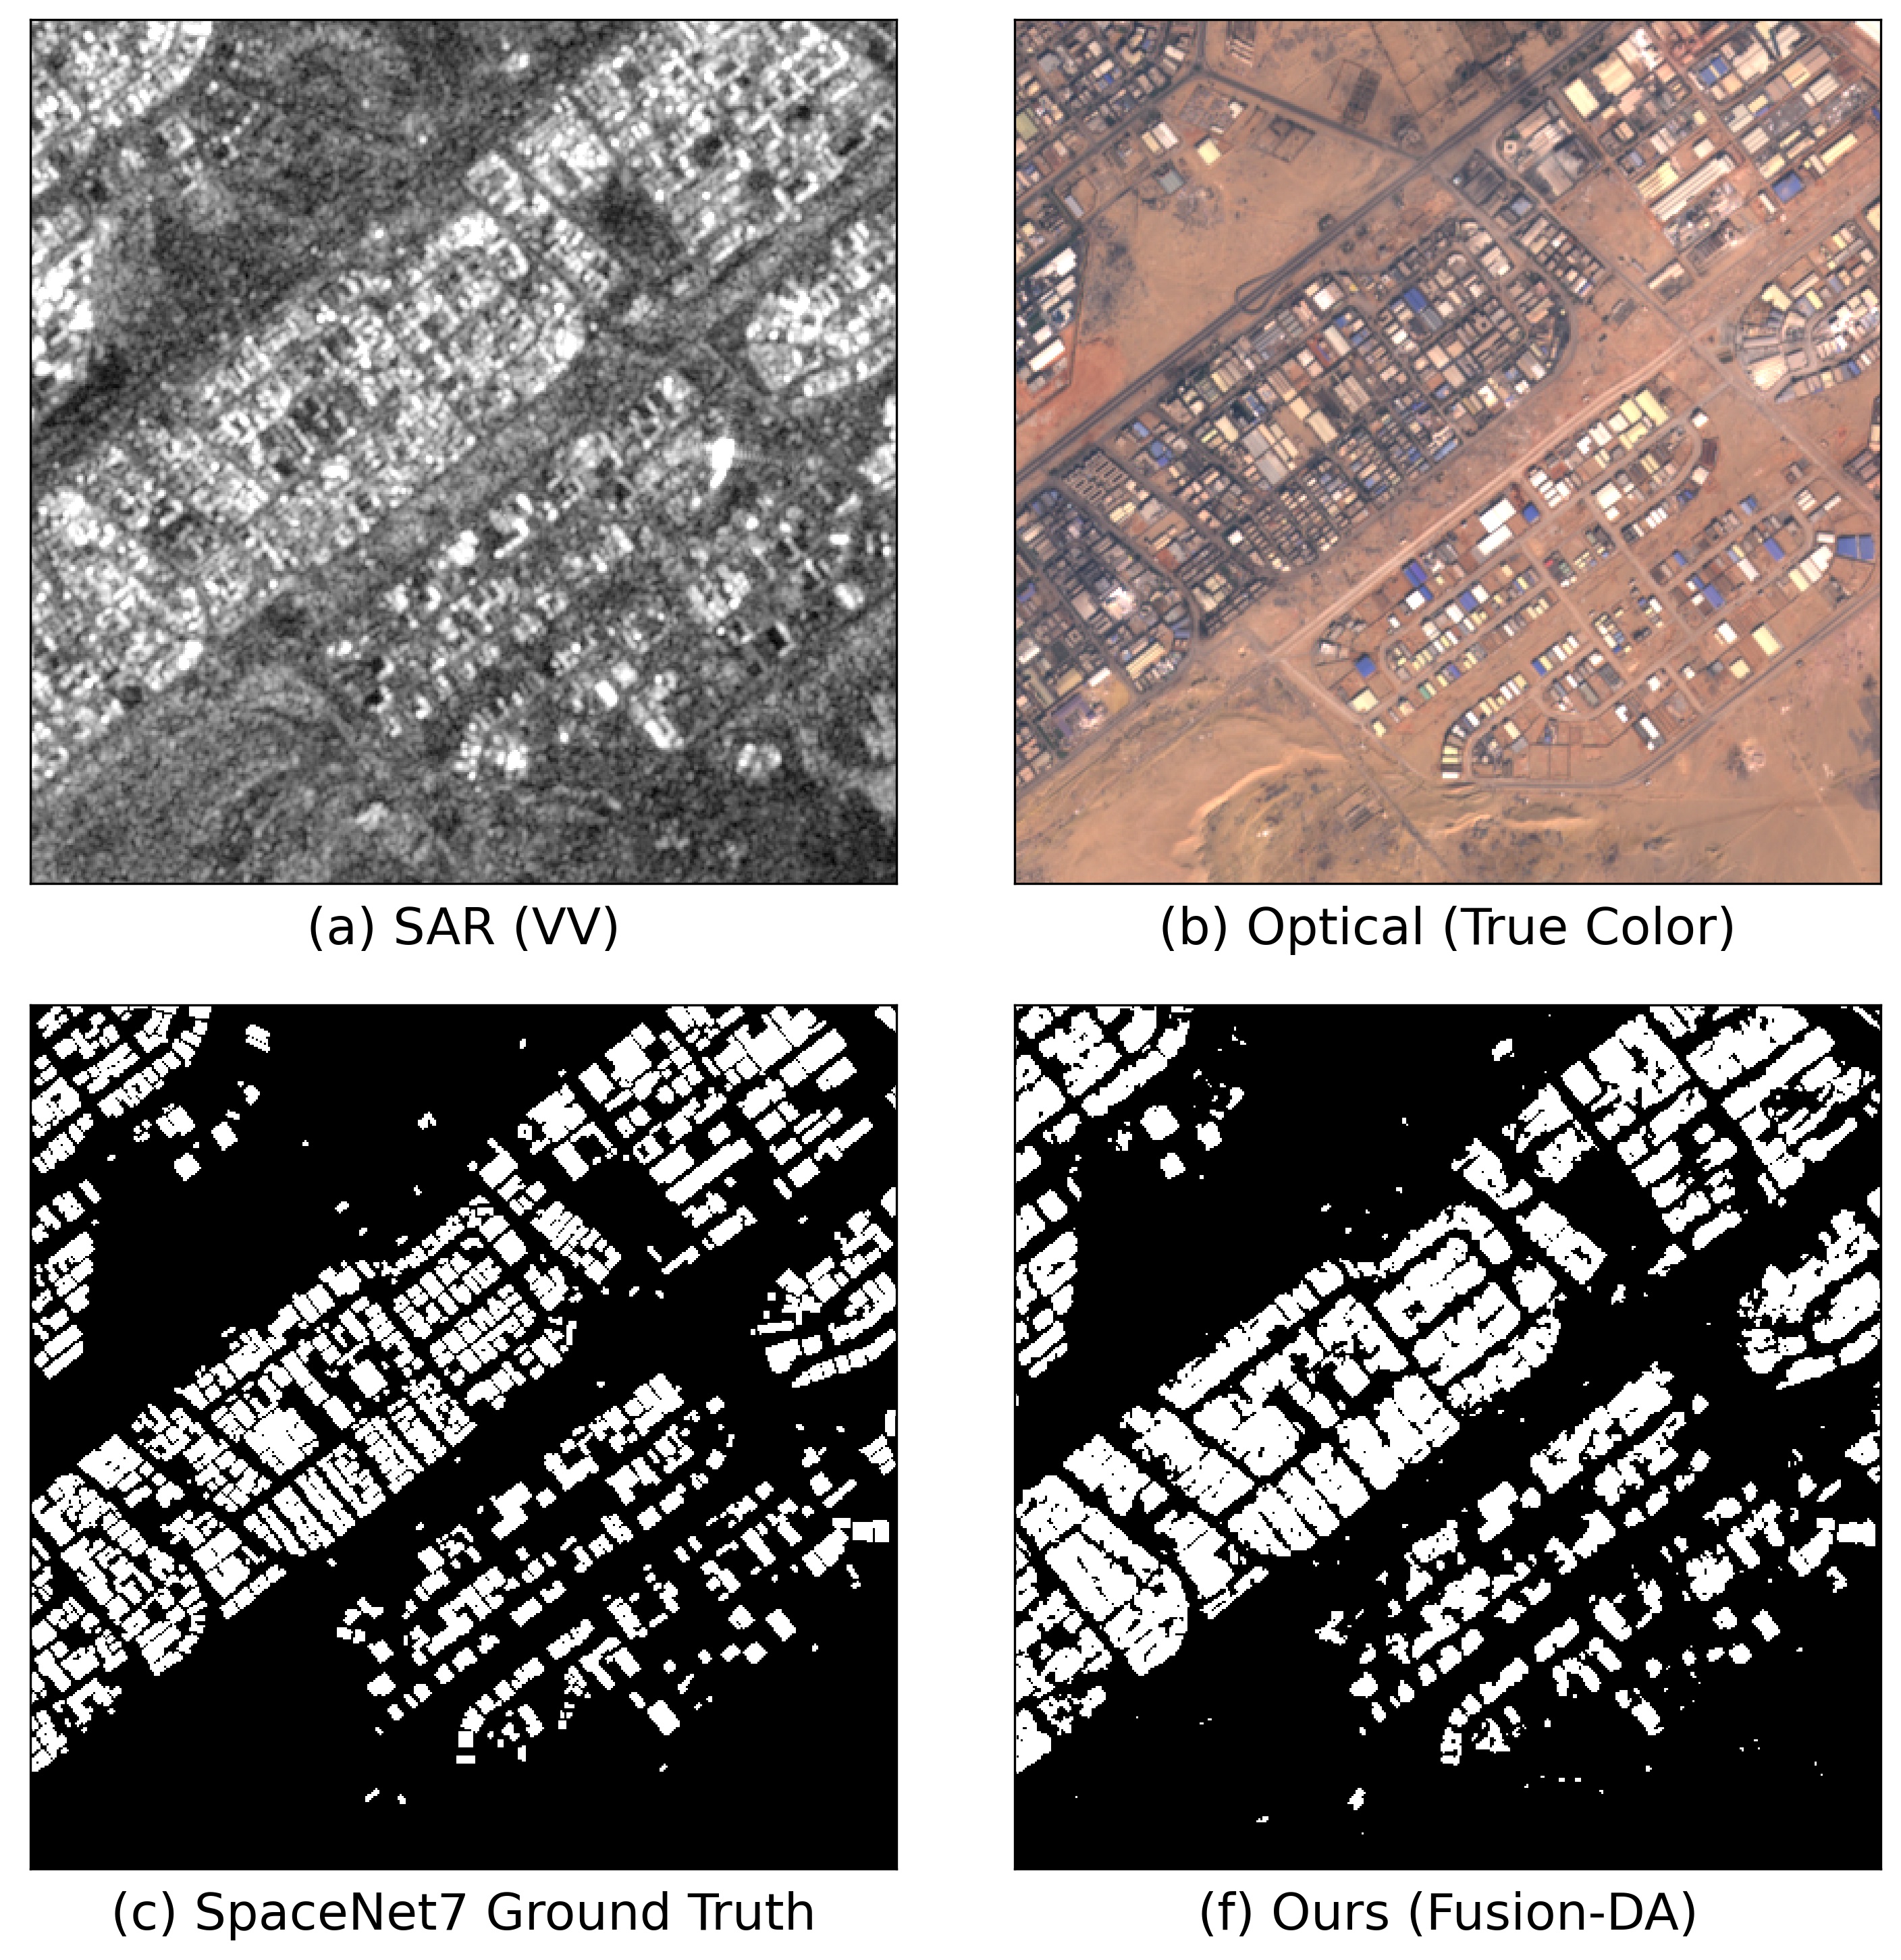 (a) SAR (VV)
(b) Optical (True Color)
(c) SpaceNet7 Ground Truth
(f) Ours (Fusion-DA)